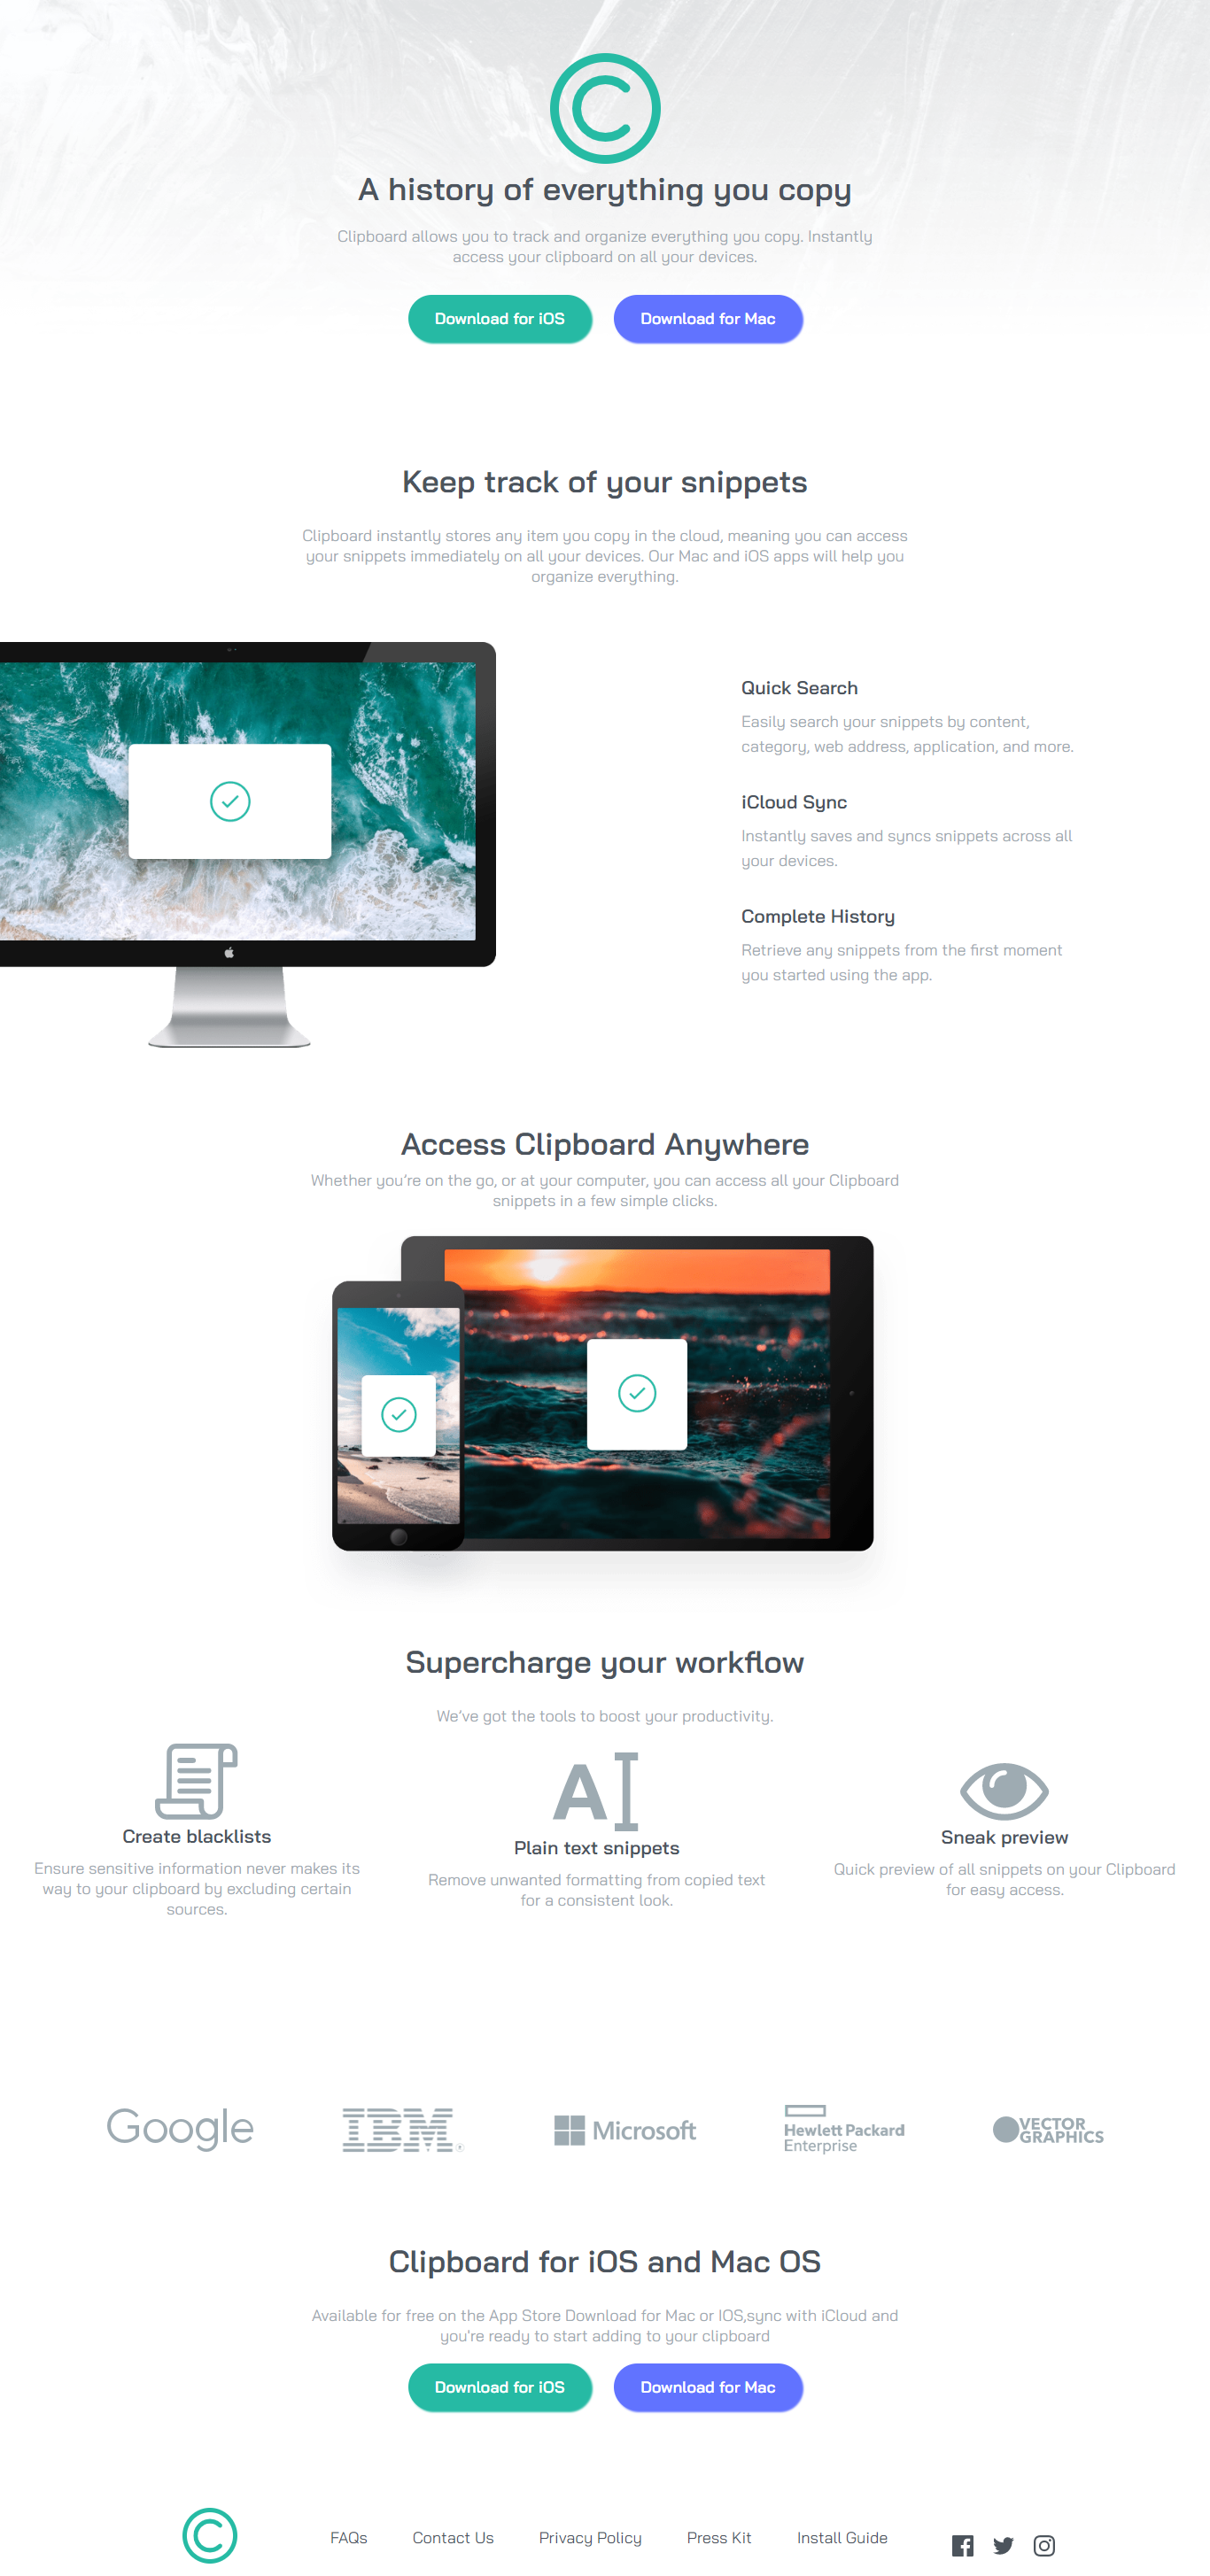 A history of everything you copy
Clipboard allows you to track and organize everything you copy. Instantly
access your clipboard on all your devices.
Download for iOS
Download for Mac
Keep track of your snippets
Clipboard instantly stores any item you copy in the cloud, meaning you can access
your snippets immediately on all your devices. Our Mac and iOS apps will help you
organize everything.
Quick Search
Easily search your snippets by content,
category, web address, application, and more.
iCloud Sync
Instantly saves and syncs snippets across all
your devices.
Complete History
Retrieve any snippets from the first moment
you started using the app.
Access Clipboard Anywhere
Whether you’re on the go, or at your computer, you can access all your Clipboard
snippets in a few simple clicks.
Supercharge your workflow
We’ve got the tools to boost your productivity.
Create blacklists
Ensure sensitive information never makes its
way to your clipboard by excluding certain
sources.
A
Plain text snippets
Remove unwanted formatting from copied text
for a consistent look.
Sneak preview
Quick preview of all snippets on your Clipboard
for easy access.
Google
IBM
Microsoft
Hewlett Packard
Enterprise
VECTOR
GRAPHICS
Clipboard for iOS and Mac OS
Available for free on the App Store Download for Mac or IOS,sync with iCloud and
you're ready to start adding to your clipboard
Download for iOS
Download for Mac
FAQs
Contact Us
Privacy Policy
Press Kit
Install Guide